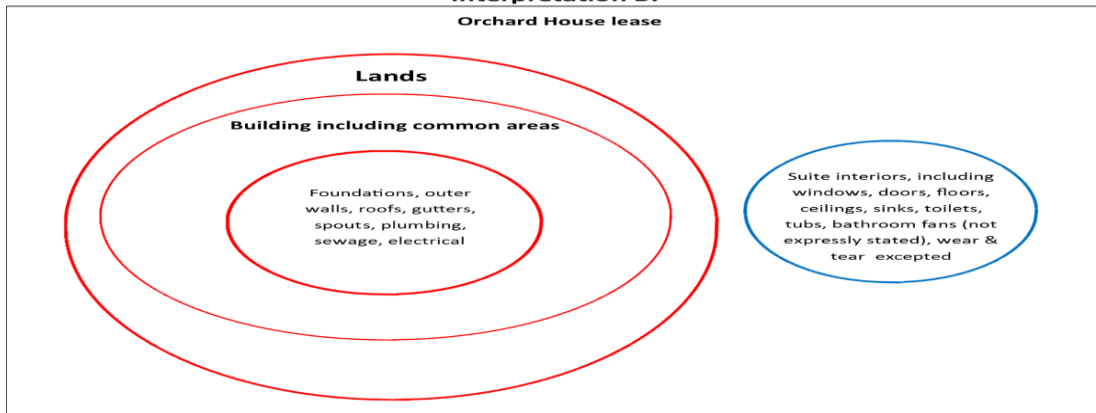 Interpretation B:
Orchard House lease
Lands
Building including common areas
Foundations, outer
walls, roofs, gutters,
spouts, plumbing,
sewage, electrical
Suite interiors, including
windows, doors, floors,
ceilings, sinks, toilets,
tubs, bathroom fans (not
expressly stated), wear &
tear excepted